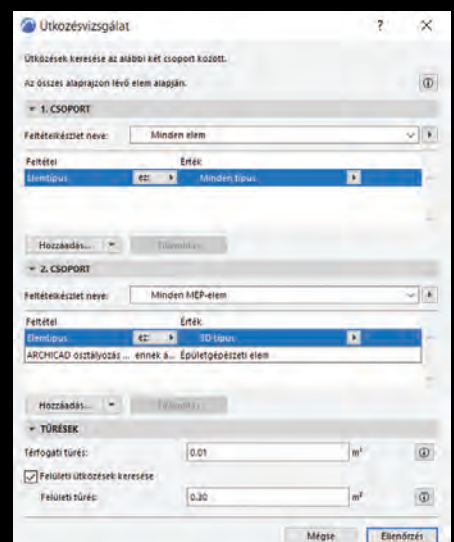 Ütközésvizsgálat ? ×
Ütközések keresése az alábbi két csoport között.
Az összes alaprajzon lévő elem alapján.
1. CSOPORT
Feltételkészlet neve: Minden elem
Feltétel Érték
Elemtípus ez: Minden típus
Hozzáadás...
2. CSOPORT
Feltételkészlet neve: Minden MEP-elem
Feltétel Érték
Elemtípus ez: 3D típus
ARCHICAD osztályozás ... ennek á... Épületgépészeti elem
Hozzáadás...
TŰRÉSEK
Térfogati tűrés: 0.01 m³
Felületi ütközések keresése
Felületi tűrés: 0.20 m²
Mégse Ellenőrzés